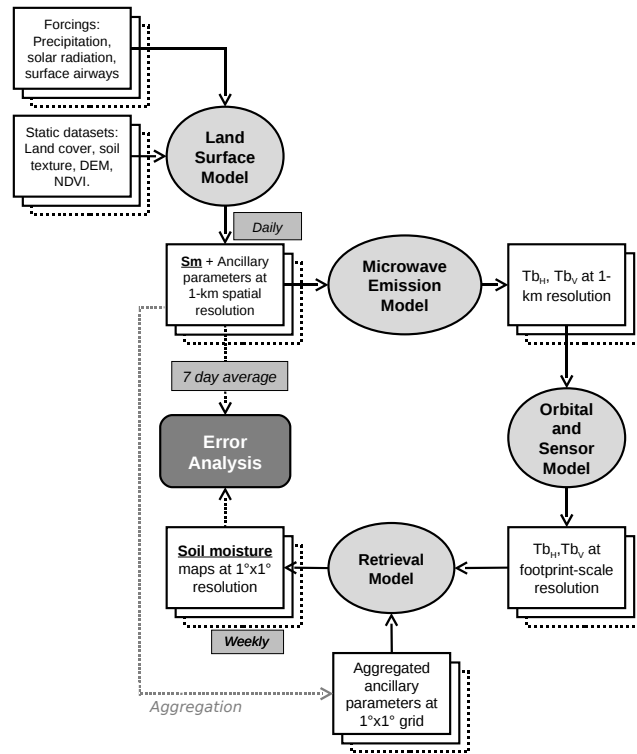 Forcings:
Precipitation,
solar radiation,
surface airways
Static datasets:
Land cover, soil
texture, DEM,
NDVI.
Land
Surface
Model
Daily
Sm + Ancillary
parameters at
1-km spatial
resolution
Microwave
Emission Model
TbH, TbV at 1-
km resolution
7 day average
Error
Analysis
Orbital
and
Sensor
Model
Soil moisture
maps at 1°x1°
resolution
Retrieval
Model
TbH,TbV at
footprint-scale
resolution
Weekly
Aggregated
ancillary
parameters at
1°x1° grid
Aggregation